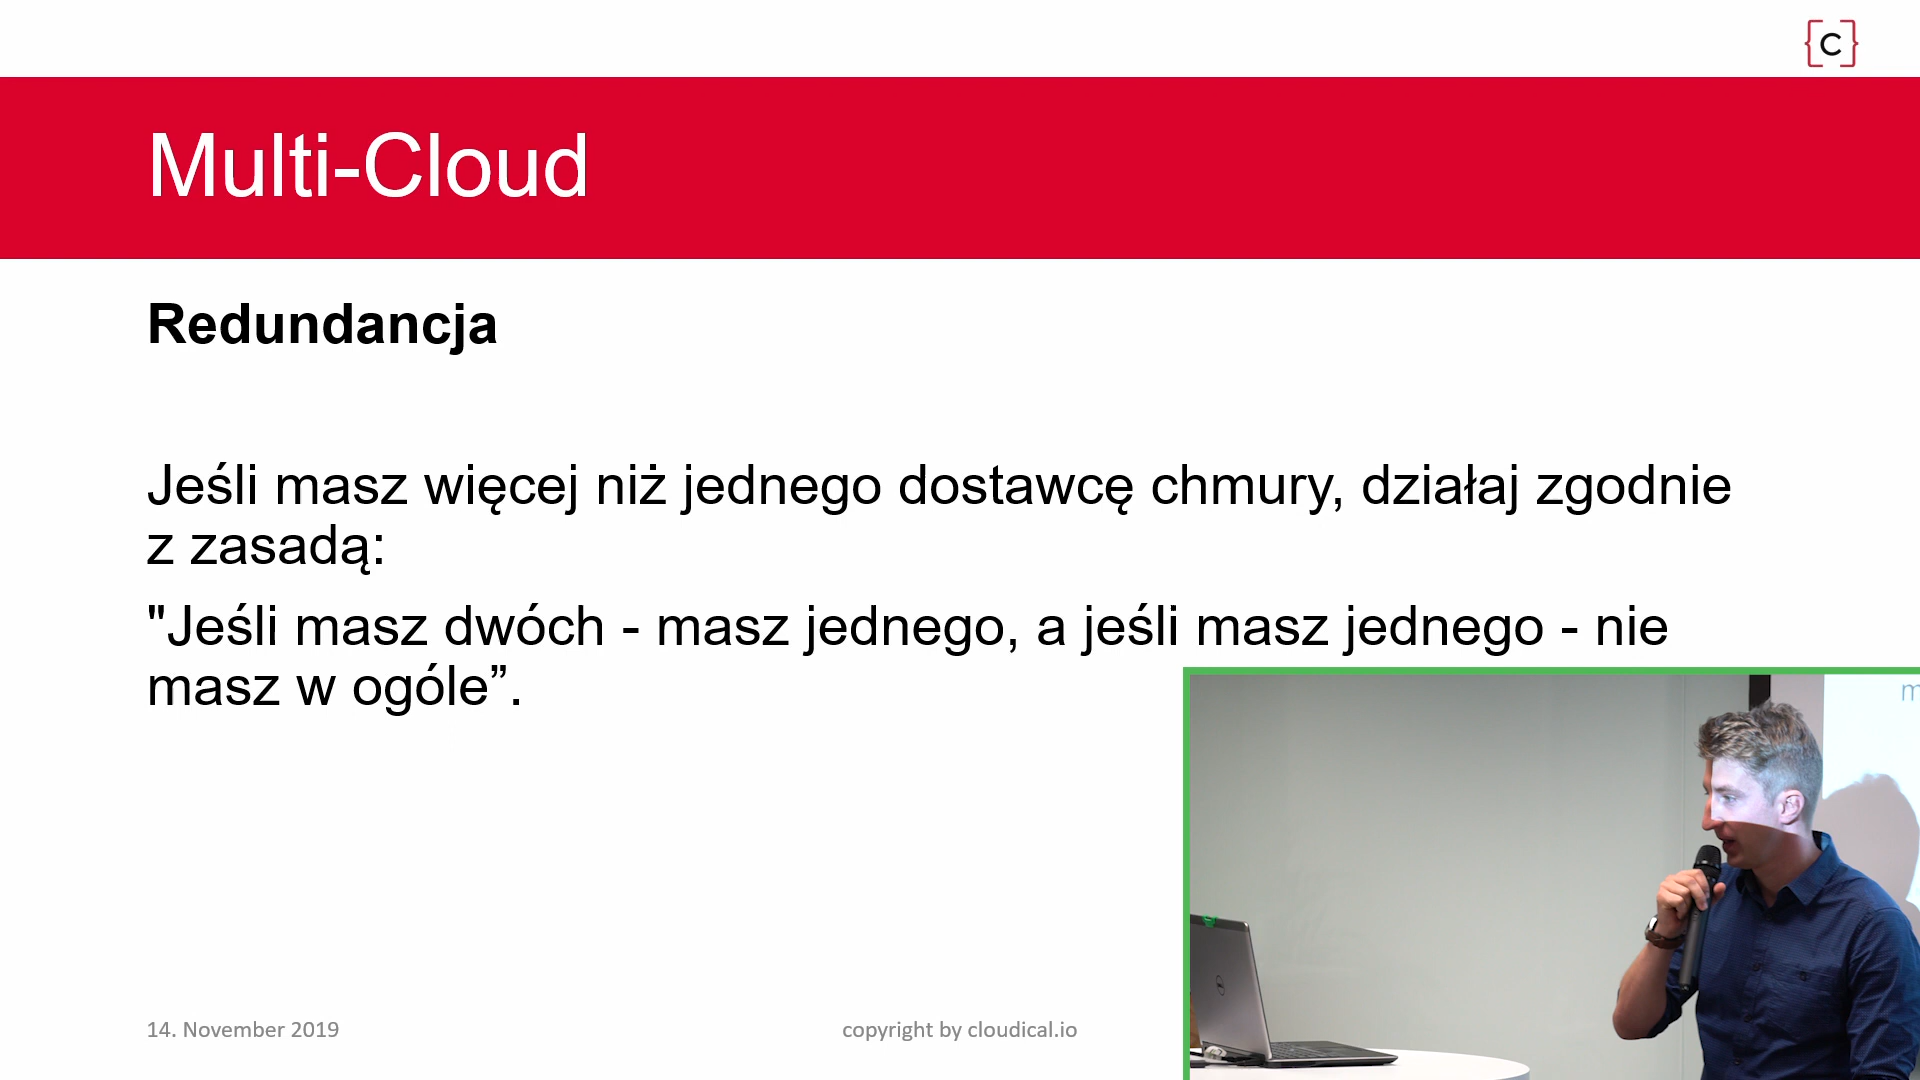 {[C]}
Multi-Cloud
Redundancja
Jeśli masz więcej niż jednego dostawcę chmury, działaj zgodnie
z zasadą:
"Jeśli masz dwóch - masz jednego, a jeśli masz jednego - nie
masz w ogóle”.
14. November 2019
copyright by cloudical.io